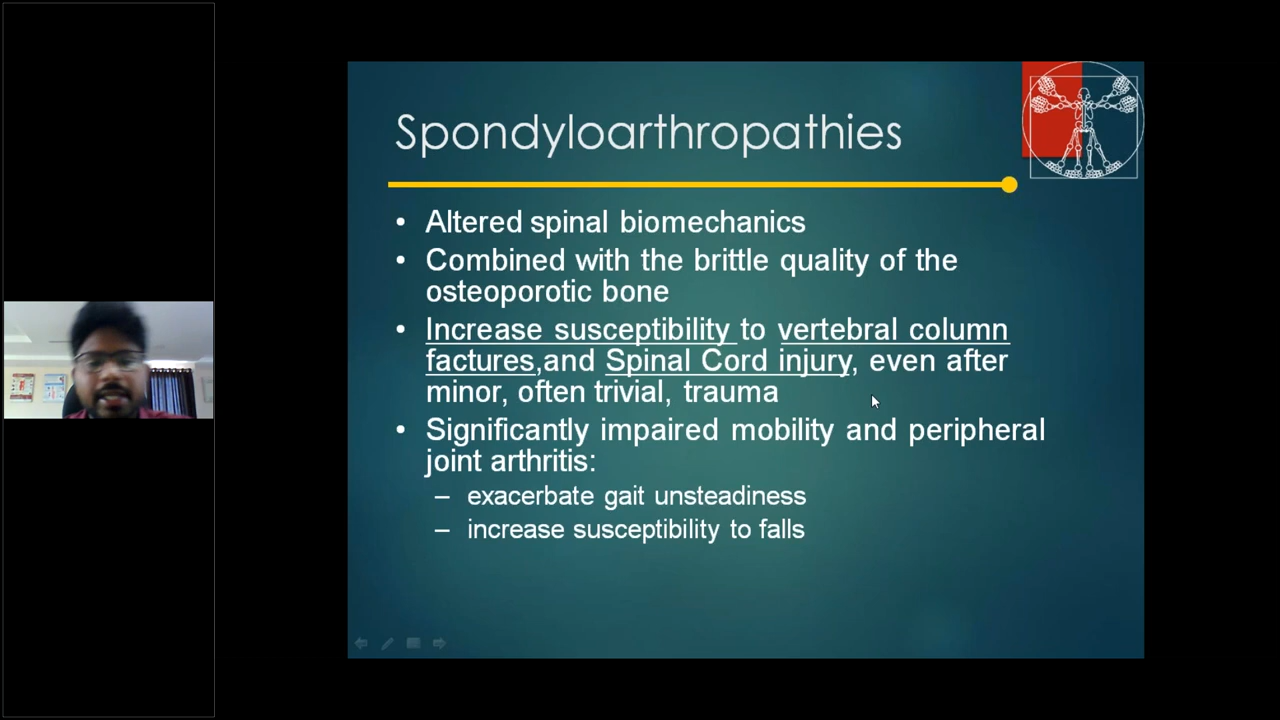 Spondyloarthropathies
• Altered spinal biomechanics
• Combined with the brittle quality of the
osteoporotic bone
• Increase susceptibility to vertebral column
factures,and Spinal Cord injury, even after
minor, often trivial, trauma
• Significantly impaired mobility and peripheral
joint arthritis:
– exacerbate gait unsteadiness
– increase susceptibility to falls